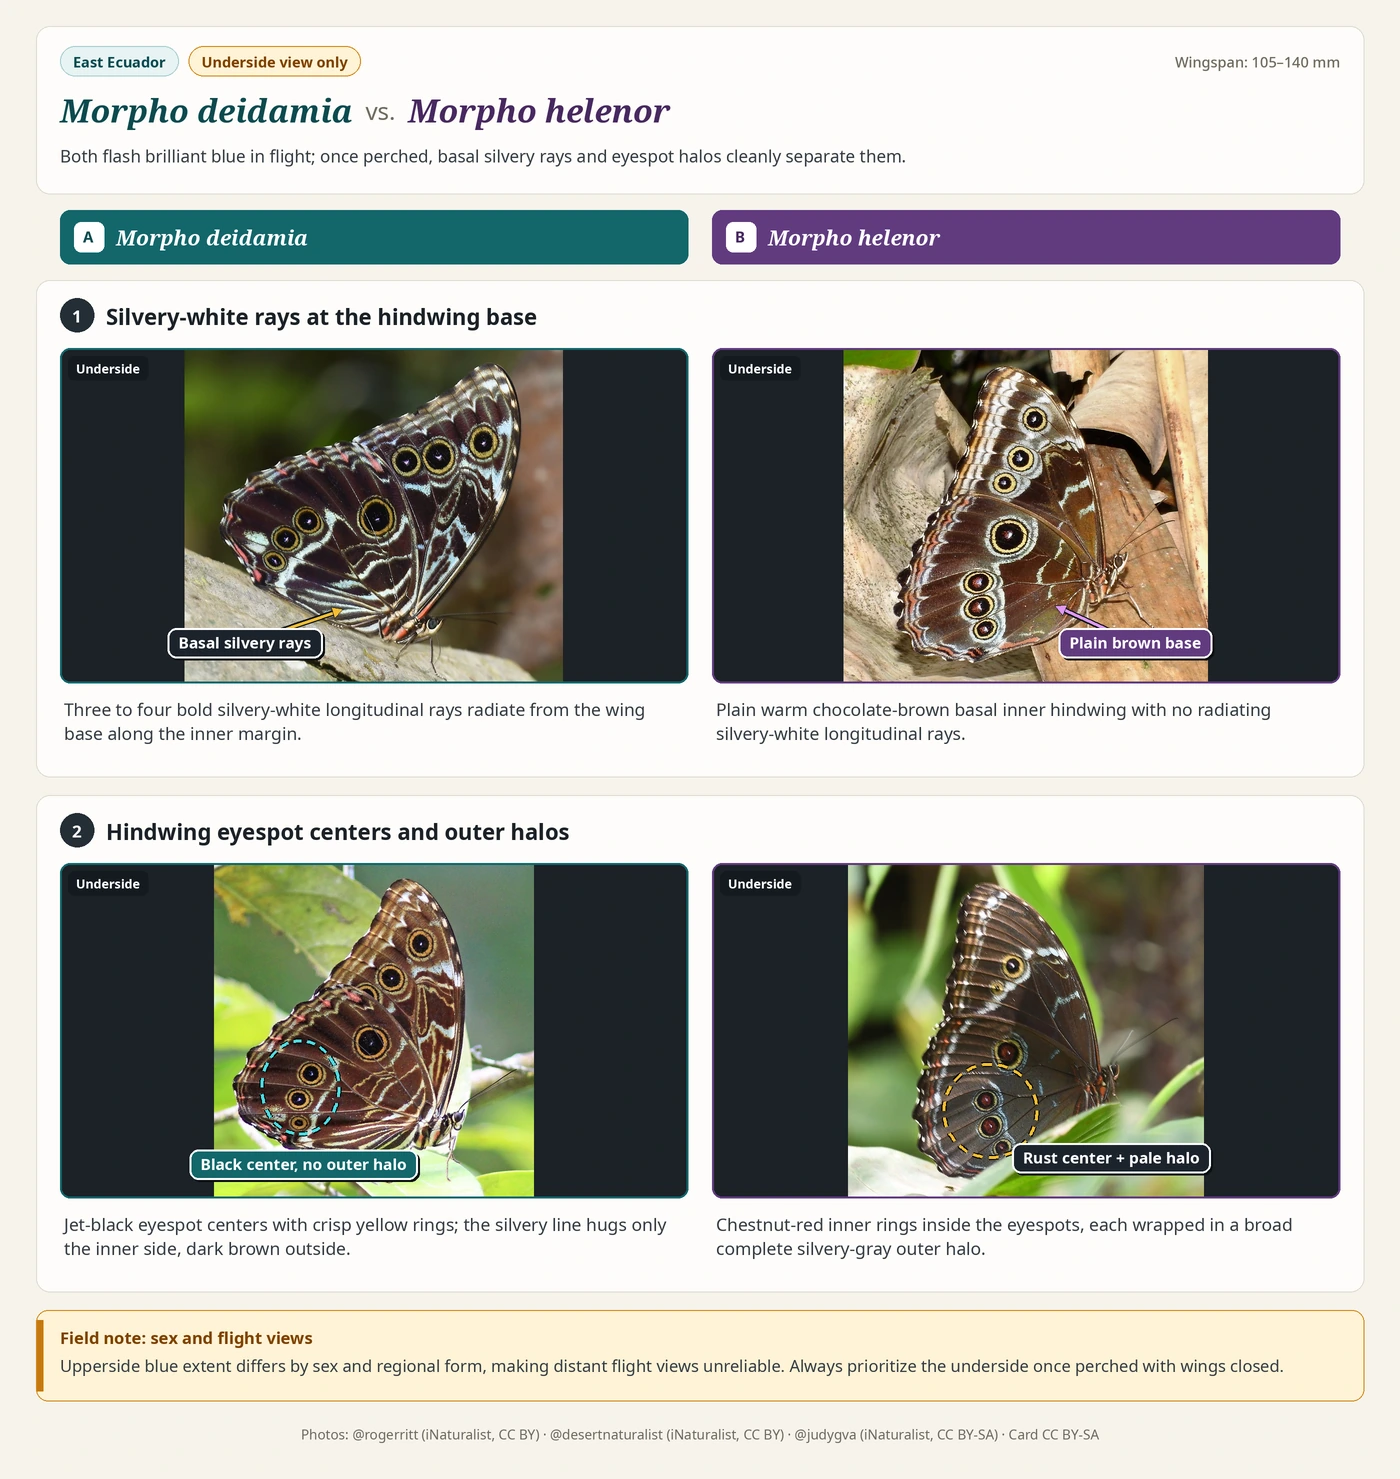 East Ecuador
Underside view only
Wingspan: 105–140 mm
Morpho deidamia vs. Morpho helenor
Both flash brilliant blue in flight; once perched, basal silvery rays and eyespot halos cleanly separate them.
A Morpho deidamia
B Morpho helenor
1 Silvery-white rays at the hindwing base
Underside
Basal silvery rays
Three to four bold silvery-white longitudinal rays radiate from the wing
base along the inner margin.
Underside
Plain brown base
Plain warm chocolate-brown basal inner hindwing with no radiating
silvery-white longitudinal rays.
2 Hindwing eyespot centers and outer halos
Underside
Black center, no outer halo
Jet-black eyespot centers with crisp yellow rings; the silvery line hugs only
the inner side, dark brown outside.
Underside
Rust center + pale halo
Chestnut-red inner rings inside the eyespots, each wrapped in a broad
complete silvery-gray outer halo.
Field note: sex and flight views
Upperside blue extent differs by sex and regional form, making distant flight views unreliable. Always prioritize the underside once perched with wings closed.
Photos: @rogerritt (iNaturalist, CC BY) · @desertnaturalist (iNaturalist, CC BY) · @judygva (iNaturalist, CC BY-SA) · Card CC BY-SA